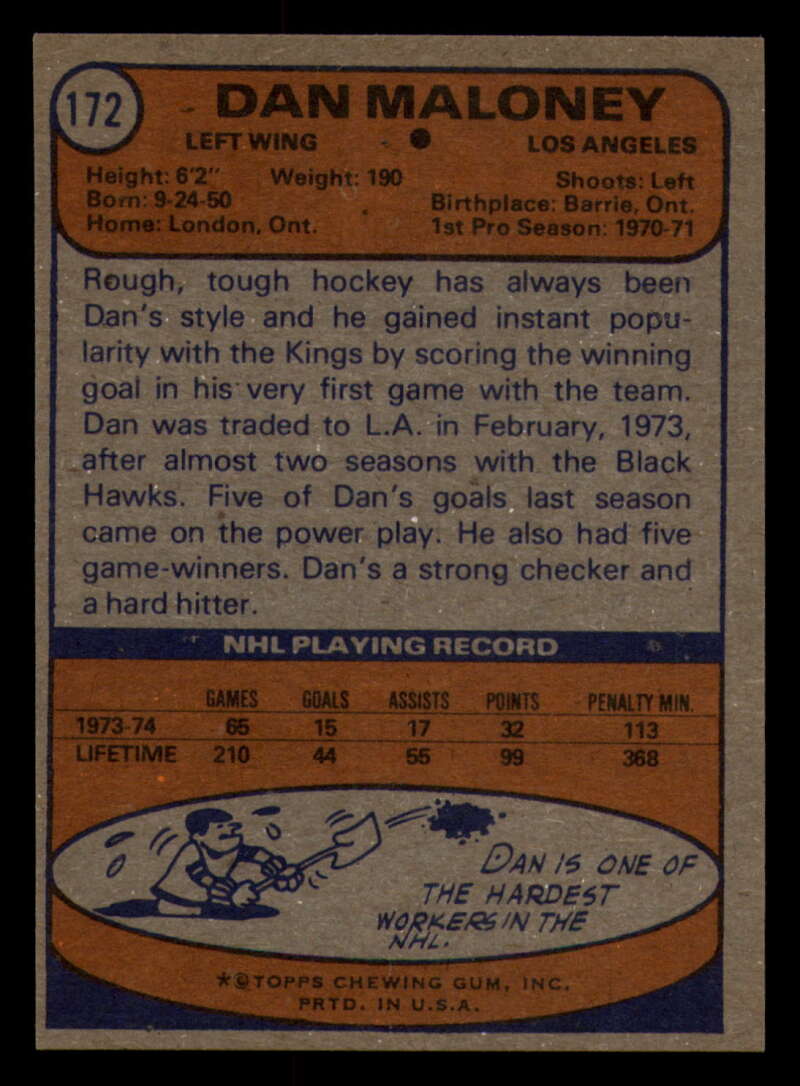 172
DAN MALONEY
LEFT WING ● LOS ANGELES
Height: 6'2" Weight: 190 Shoots: Left
Born: 9-24-50 Birthplace: Barrie, Ont.
Home: London, Ont. 1st Pro Season: 1970-71
Rough, tough hockey has always been
Dan's style and he gained instant popu-
larity with the Kings by scoring the winning
goal in his very first game with the team.
Dan was traded to L.A. in February, 1973,
after almost two seasons with the Black
Hawks. Five of Dan's goals last season
came on the power play. He also had five
game-winners. Dan's a strong checker and
a hard hitter.
NHL PLAYING RECORD
GAMES GOALS ASSISTS POINTS PENALTY MIN.
1973-74 65 15 17 32 113
LIFETIME 210 44 55 99 368
DAN IS ONE OF
THE HARDEST
WORKERS IN THE
NHL.
*©TOPPS CHEWING GUM, INC.
PRTD. IN U.S.A.